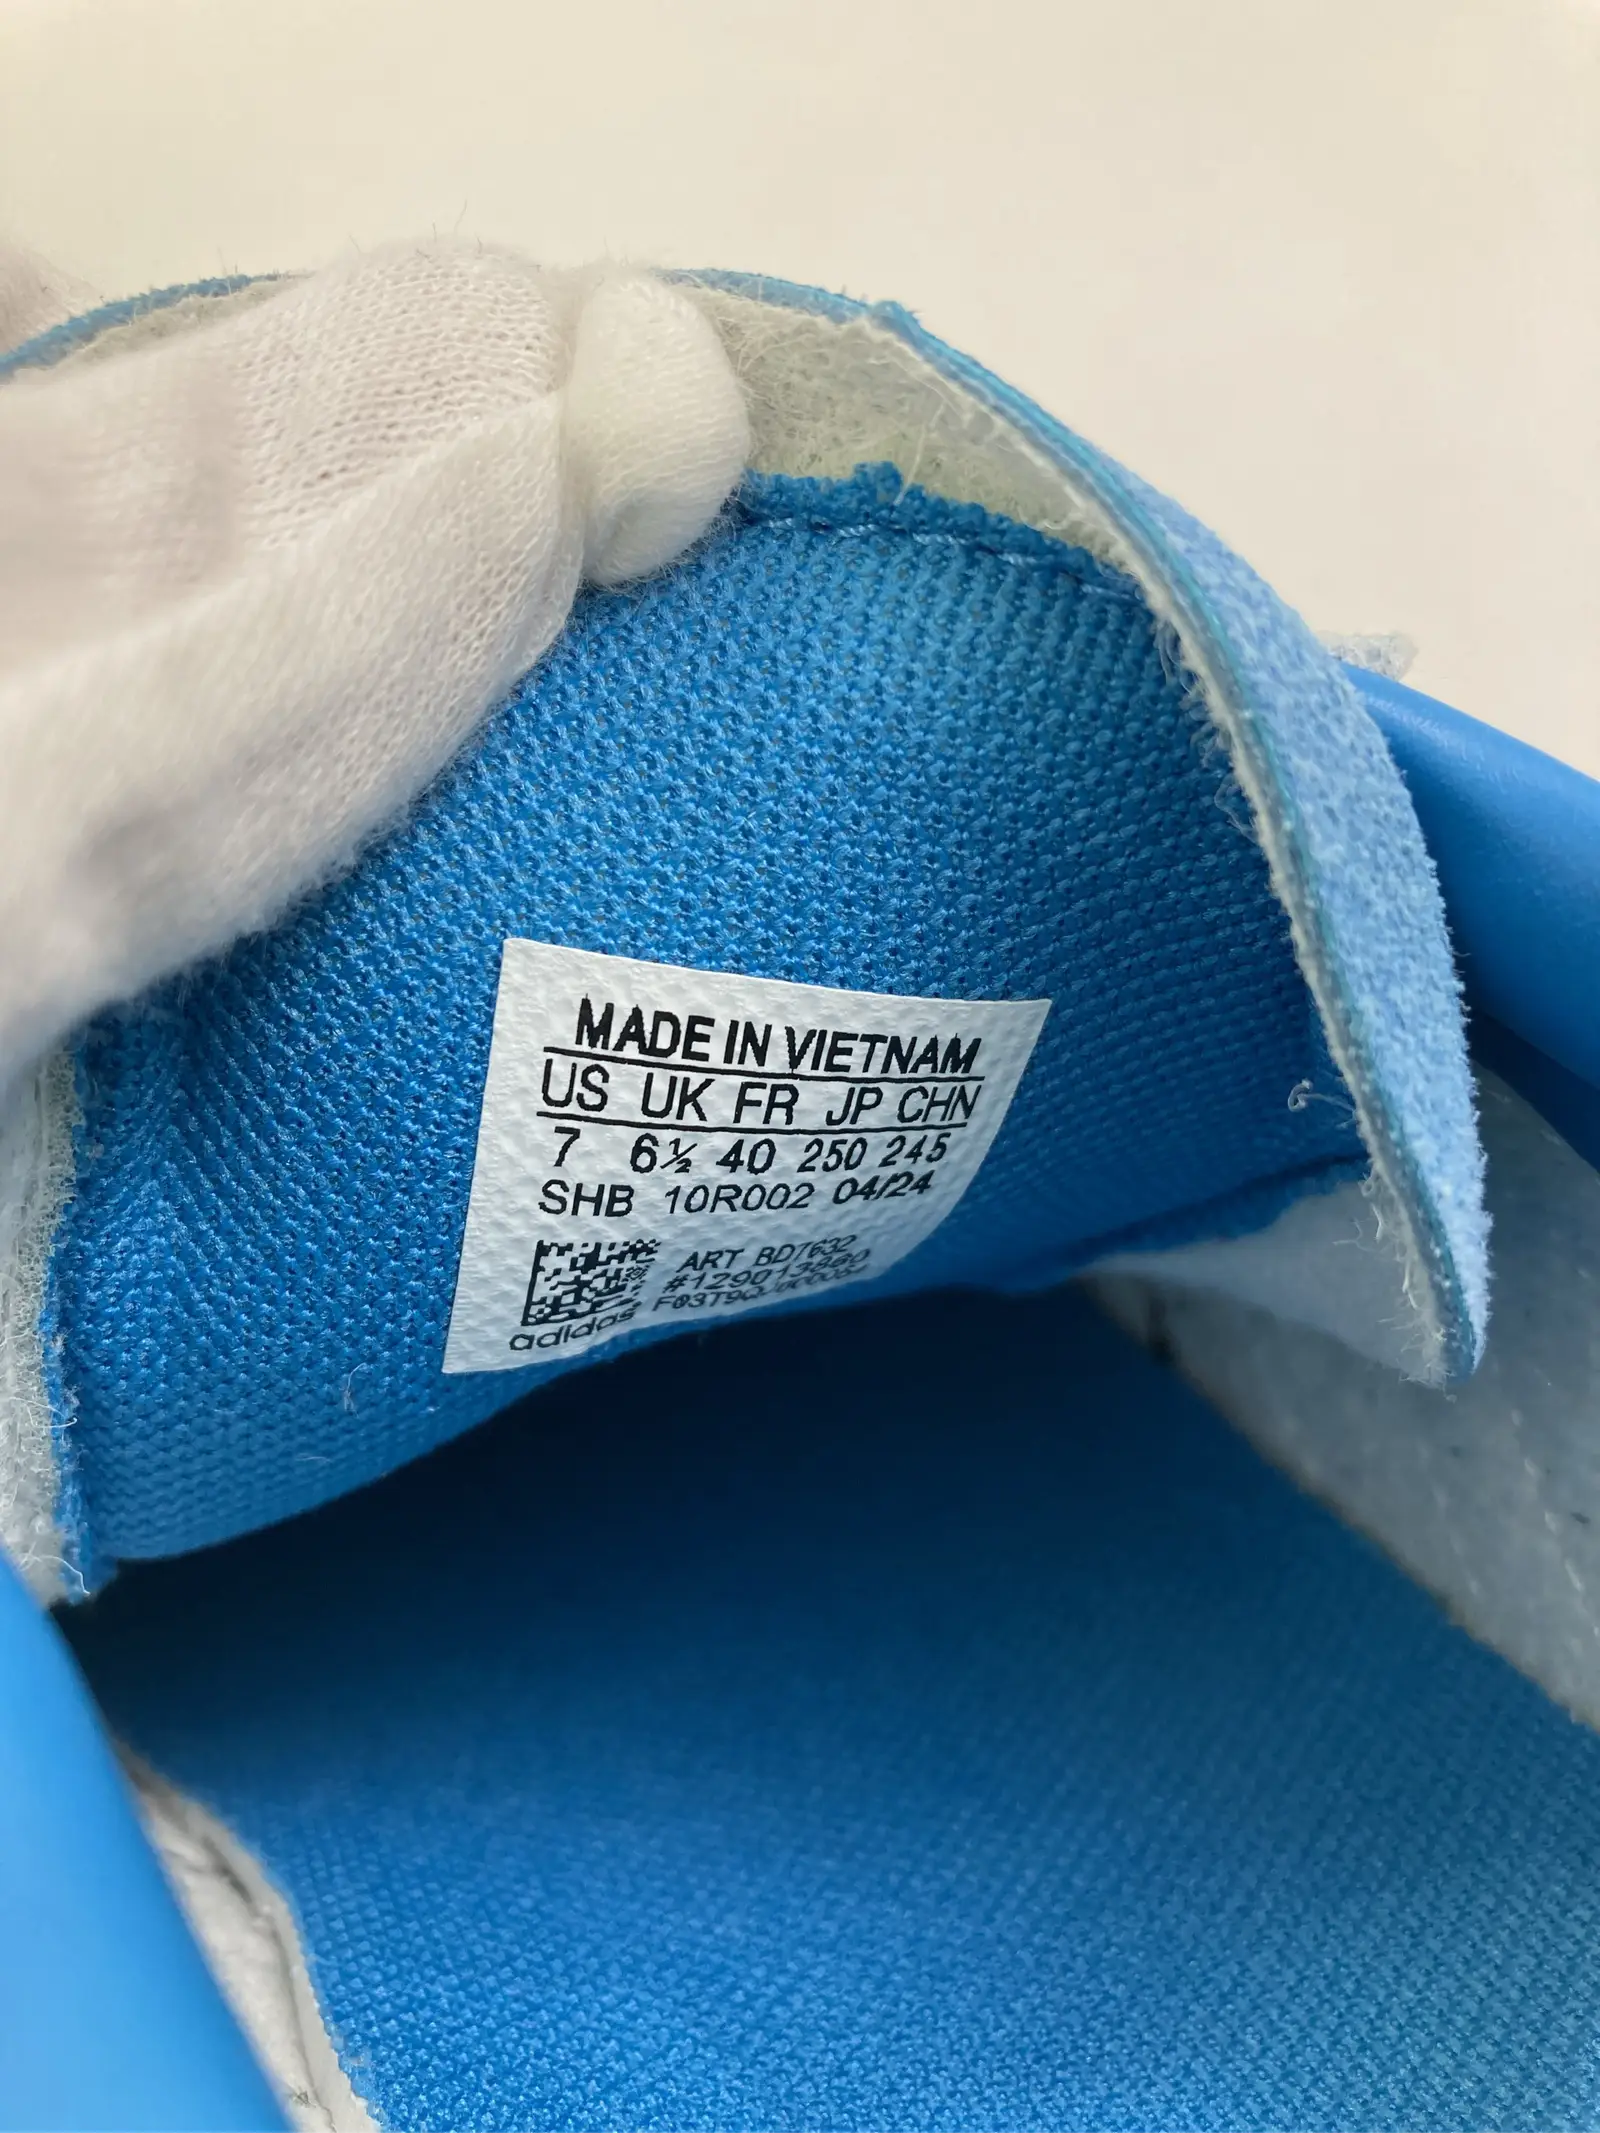 MADE IN VIETNAM
US UK FR JP CHN
7 6½ 40 250 245
SHB 10R002 04/24
ART BD7632
#1290138
adidas